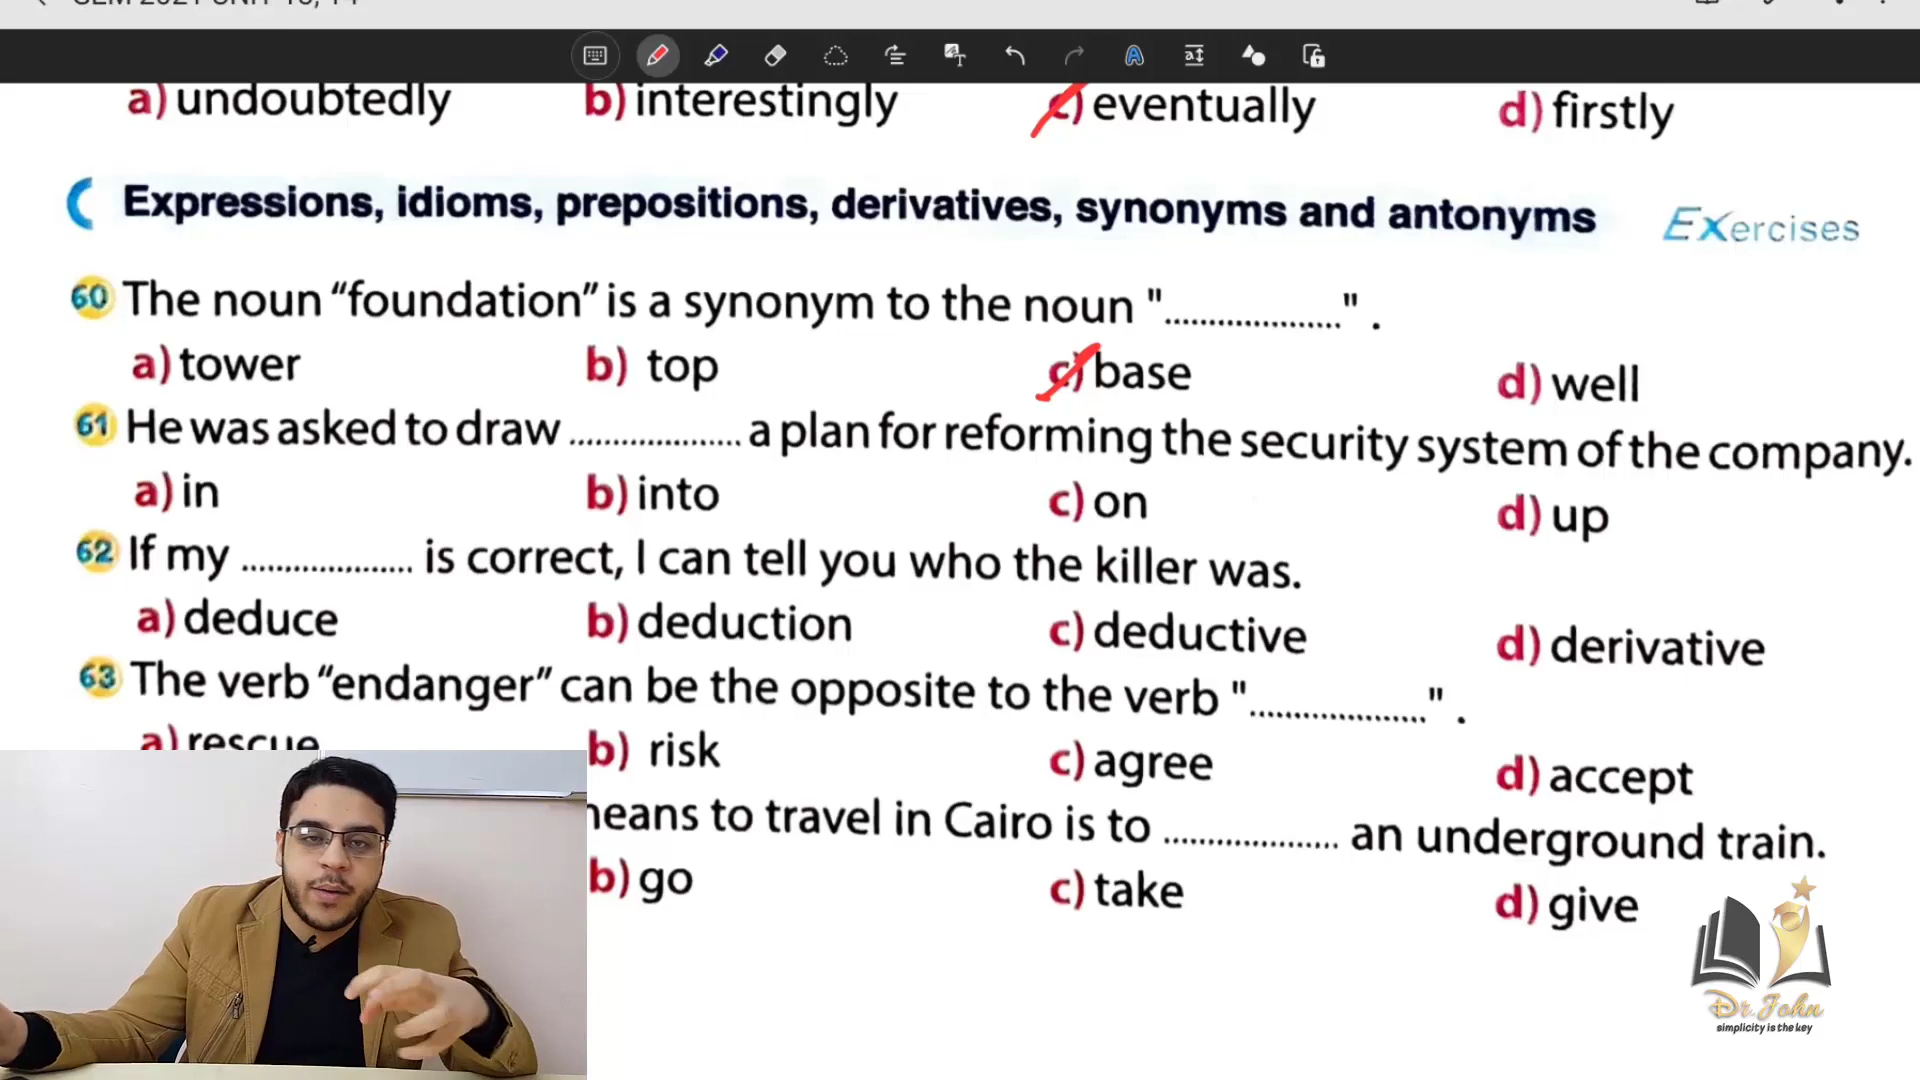 a) undoubtedly b) interestingly c) eventually d) firstly
Expressions, idioms, prepositions, derivatives, synonyms and antonyms Exercises
60 The noun “foundation” is a synonym to the noun "...................." .
a) tower b) top c) base d) well
61 He was asked to draw .................... a plan for reforming the security system of the company.
a) in b) into c) on d) up
62 If my .................... is correct, I can tell you who the killer was.
a) deduce b) deduction c) deductive d) derivative
63 The verb “endanger” can be the opposite to the verb "...................." .
a) rescue b) risk c) agree d) accept
means to travel in Cairo is to .................... an underground train.
b) go c) take d) give
Dr. John
simplicity is the key